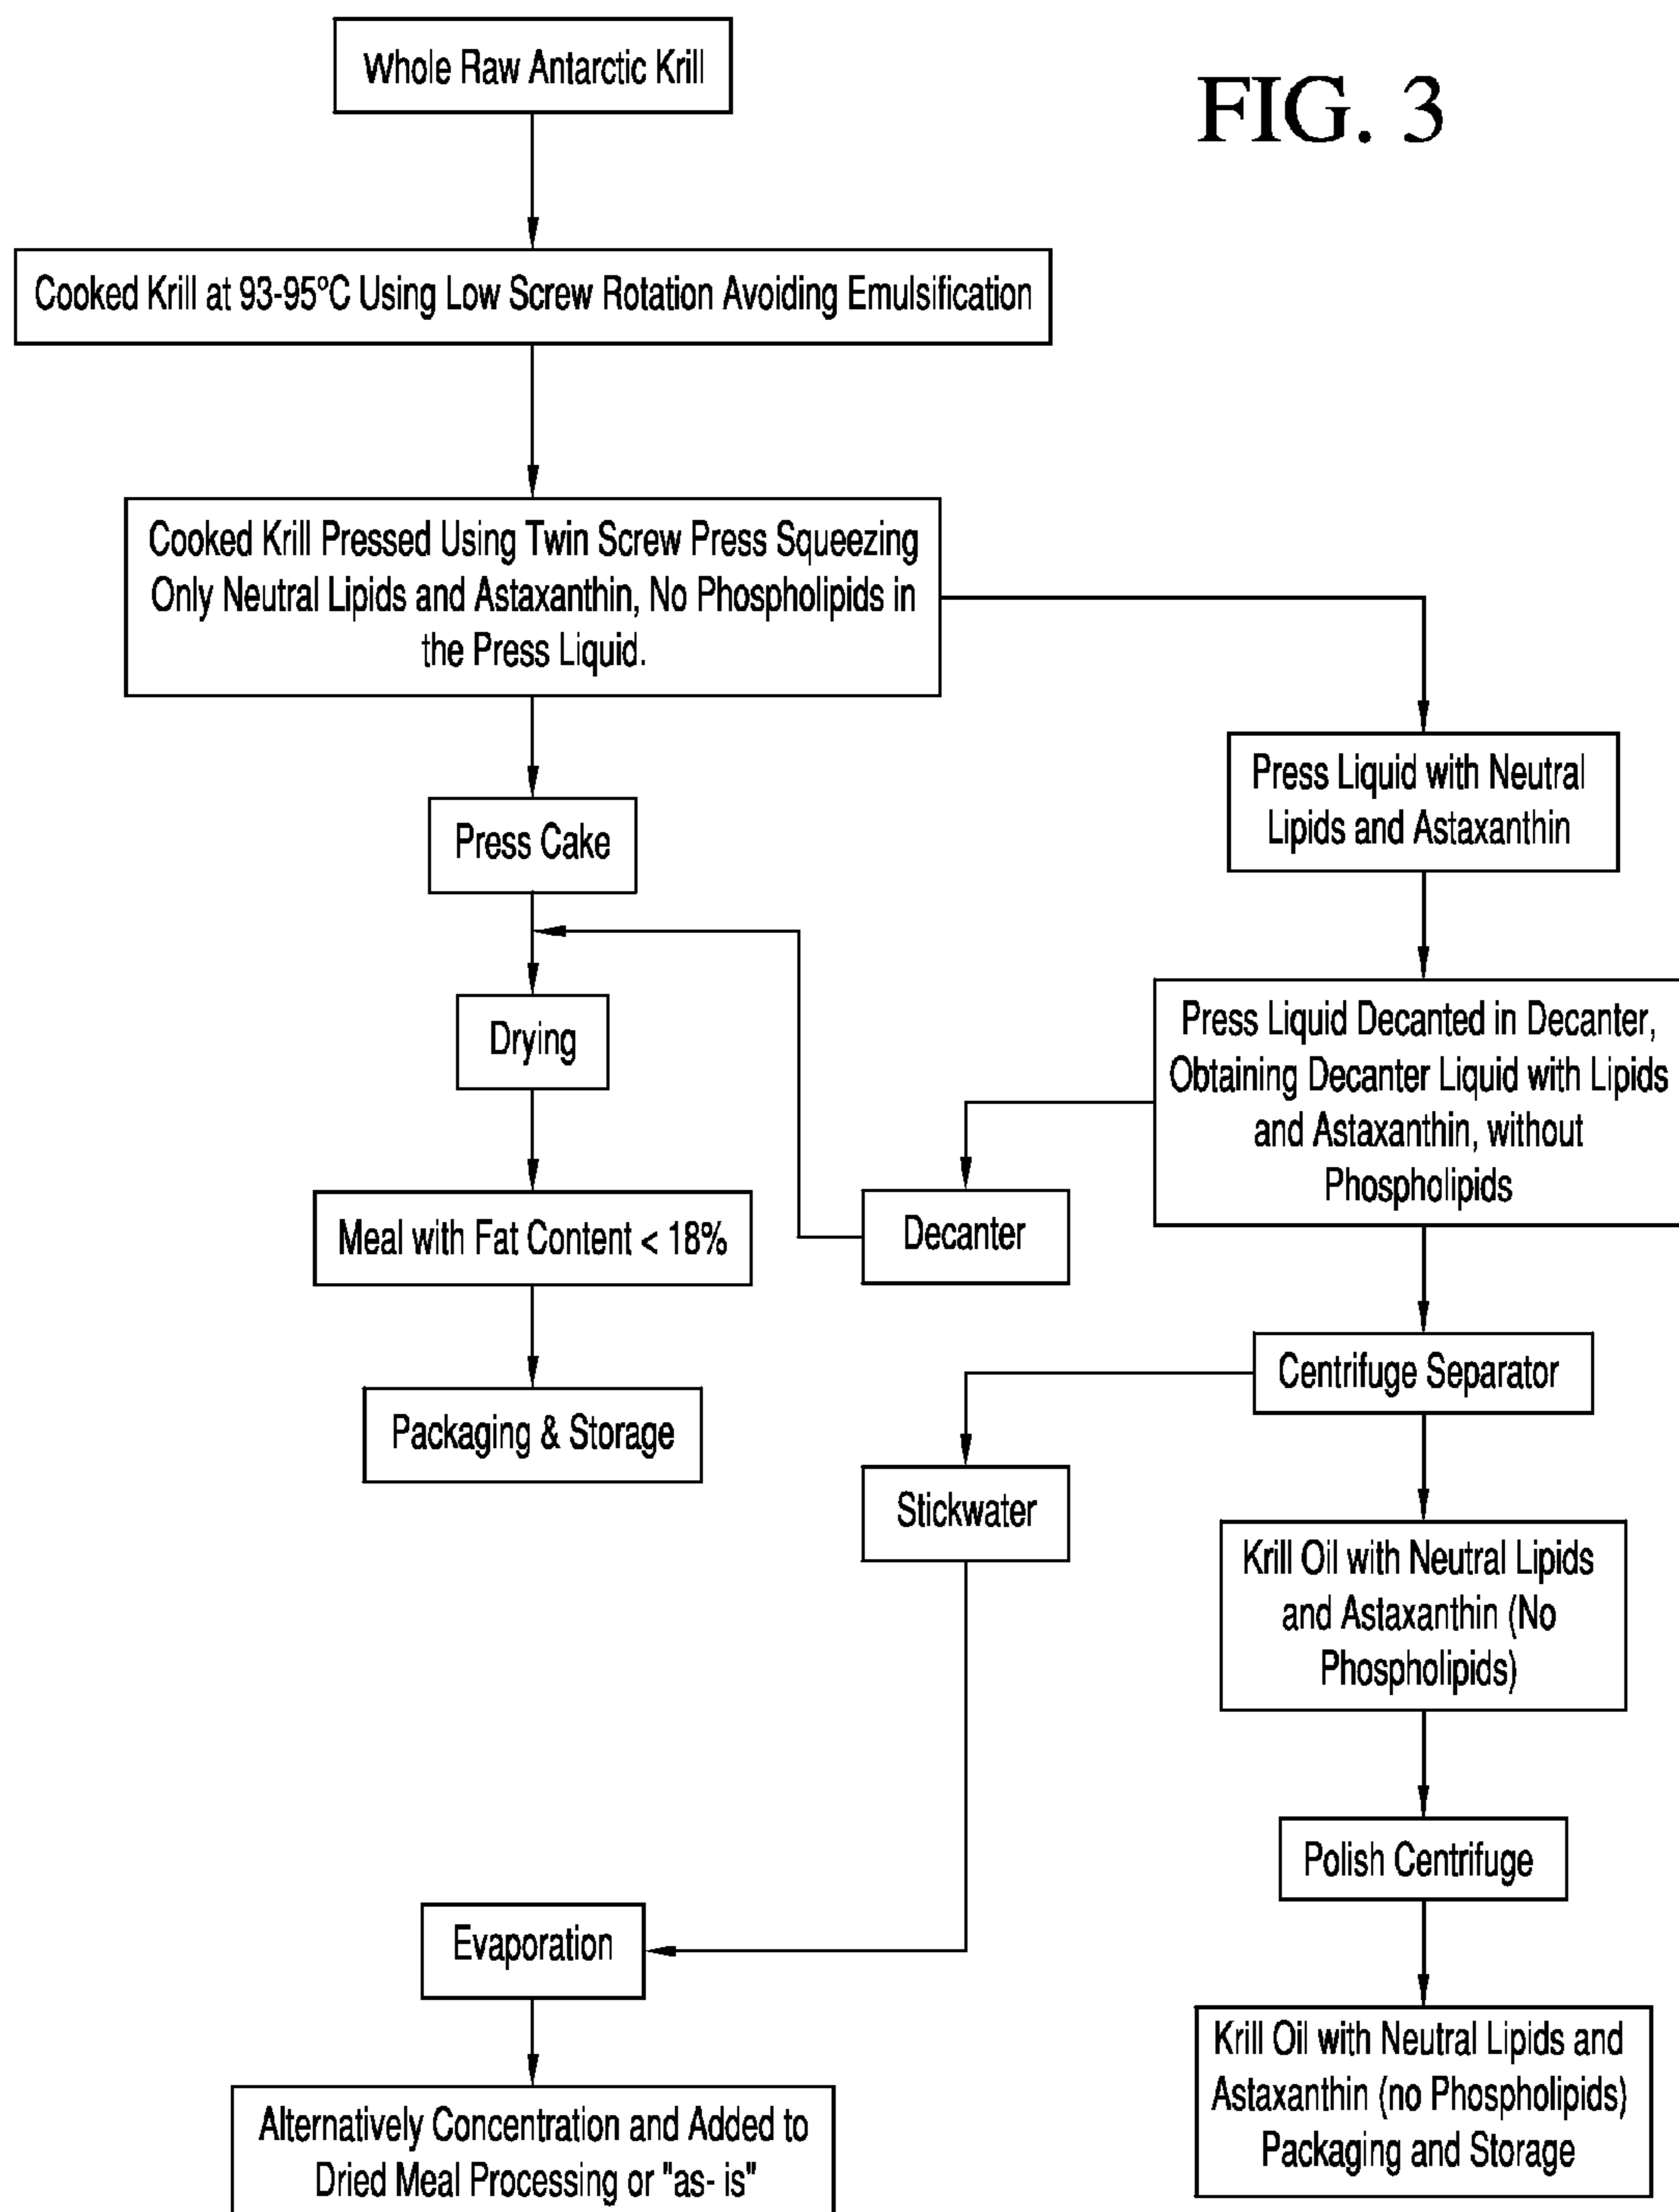 Whole Raw Antarctic Krill
FIG. 3
Cooked Krill at 93-95°C Using Low Screw Rotation Avoiding Emulsification
Cooked Krill Pressed Using Twin Screw Press Squeezing
Only Neutral Lipids and Astaxanthin, No Phospholipids in
the Press Liquid.
Press Liquid with Neutral
Lipids and Astaxanthin
Press Cake
Drying
Press Liquid Decanted in Decanter,
Obtaining Decanter Liquid with Lipids
and Astaxanthin, without
Phospholipids
Meal with Fat Content < 18%
Decanter
Centrifuge Separator
Packaging & Storage
Stickwater
Krill Oil with Neutral Lipids
and Astaxanthin (No
Phospholipids)
Polish Centrifuge
Evaporation
Krill Oil with Neutral Lipids and
Astaxanthin (no Phospholipids)
Packaging and Storage
Alternatively Concentration and Added to
Dried Meal Processing or "as- is"